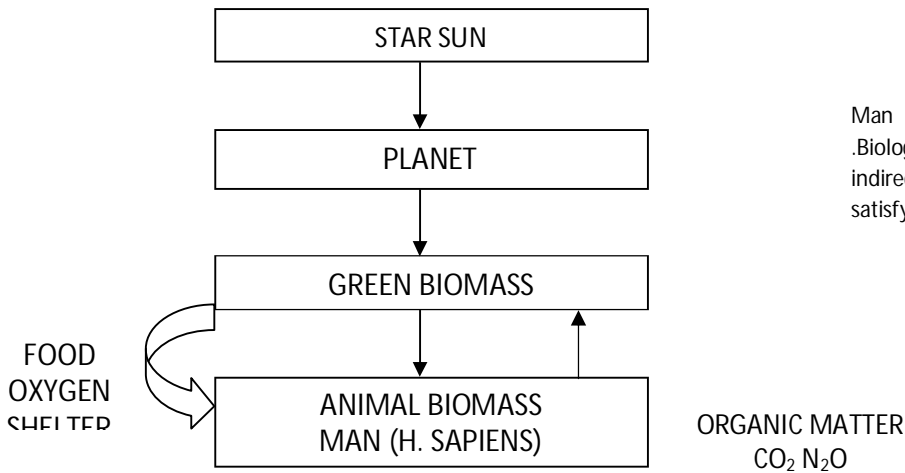 STAR SUN
Man
.Biolog
indirec
satisfy
PLANET
GREEN BIOMASS
FOOD
OXYGEN
SHELTER
ANIMAL BIOMASS
MAN (H. SAPIENS)
ORGANIC MATTER
CO₂ N₂O